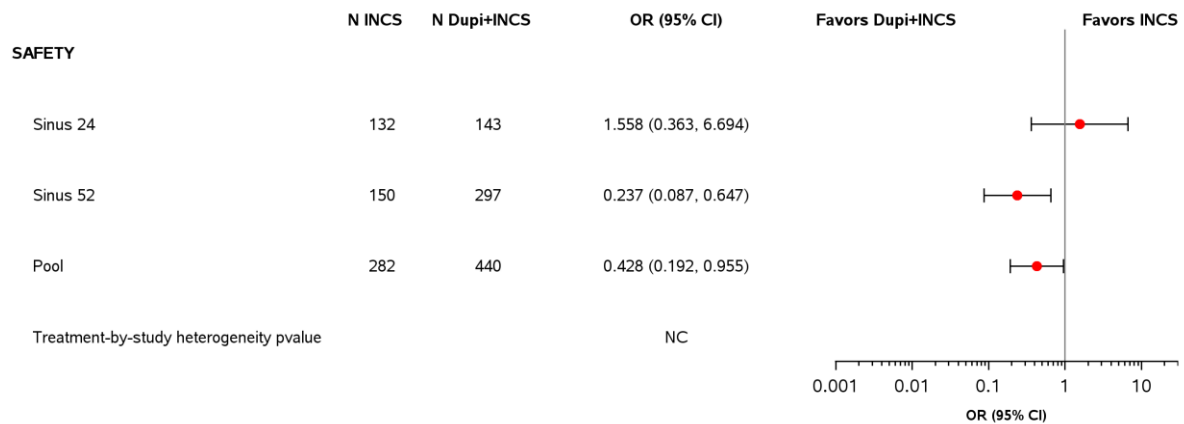 N INCS N Dupi+INCS OR (95% CI) Favors Dupi+INCS Favors INCS
SAFETY
Sinus 24 132 143 1.558 (0.363, 6.694)
Sinus 52 150 297 0.237 (0.087, 0.647)
Pool 282 440 0.428 (0.192, 0.955)
Treatment-by-study heterogeneity pvalue NC
0.001 0.01 0.1 1 10
OR (95% CI)